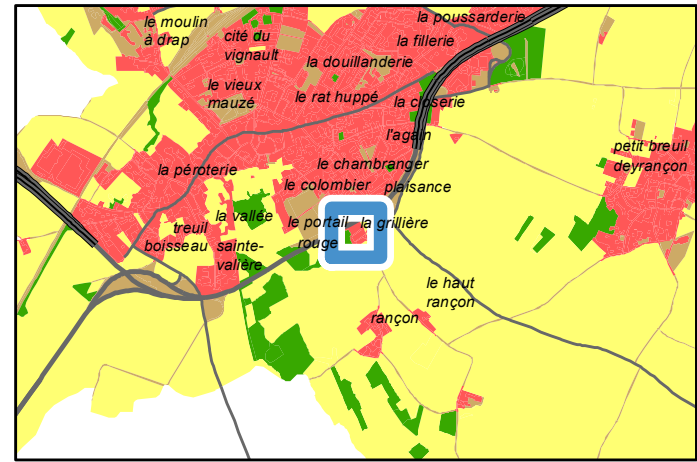 la poussarderie
le moulin
à drap
cité du
vignault
la fillerie
la douillanderie
le vieux
mauzé
le rat huppé
la closerie
l'again
petit breuil
deyrançon
la péroterie
le chambranger
le colombier
plaisance
la vallée
le portail
rouge
la grillière
treuil
boisseau
sainte-
valière
le haut
rançon
rançon